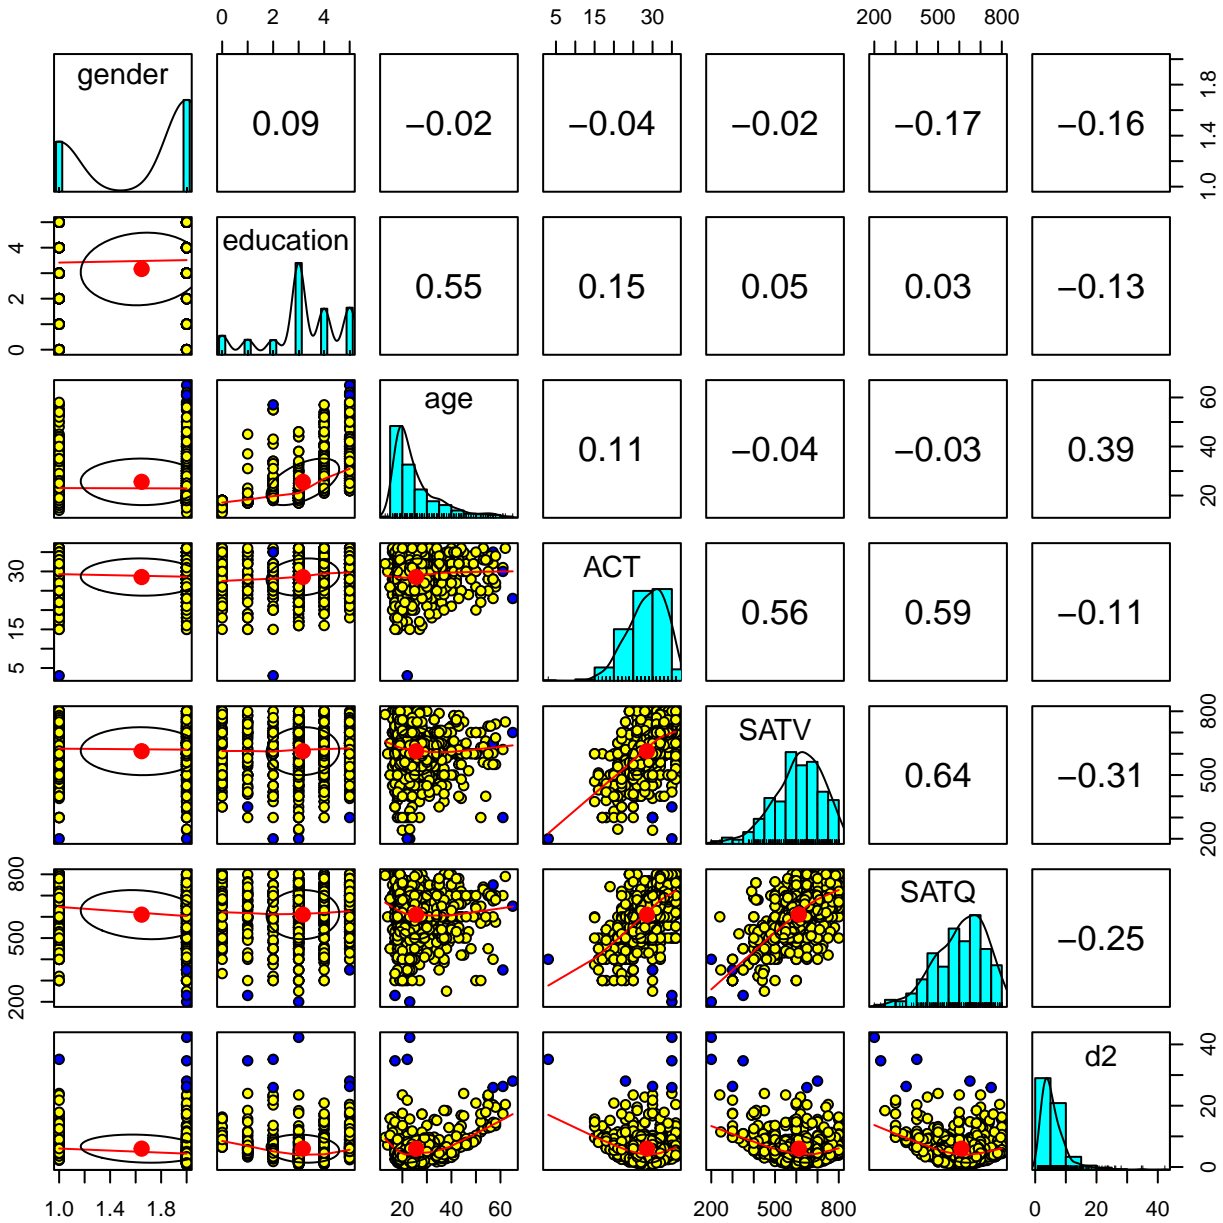 5 15 30
0 2 4
200 500 800
gender 0.09 −0.02 −0.04 −0.02 −0.17 −0.16
1.0 1.4 1.8
0 2 4
education 0.55 0.15 0.05 0.03 −0.13
age 0.11 −0.04 −0.03 0.39
20 40 60
5 15 30
ACT 0.56 0.59 −0.11
SATV 0.64 −0.31
200 500 800
200 500 800
SATQ −0.25
d2
0 20 40
1.0 1.4 1.8
20 40 60
200 500 800
0 20 40